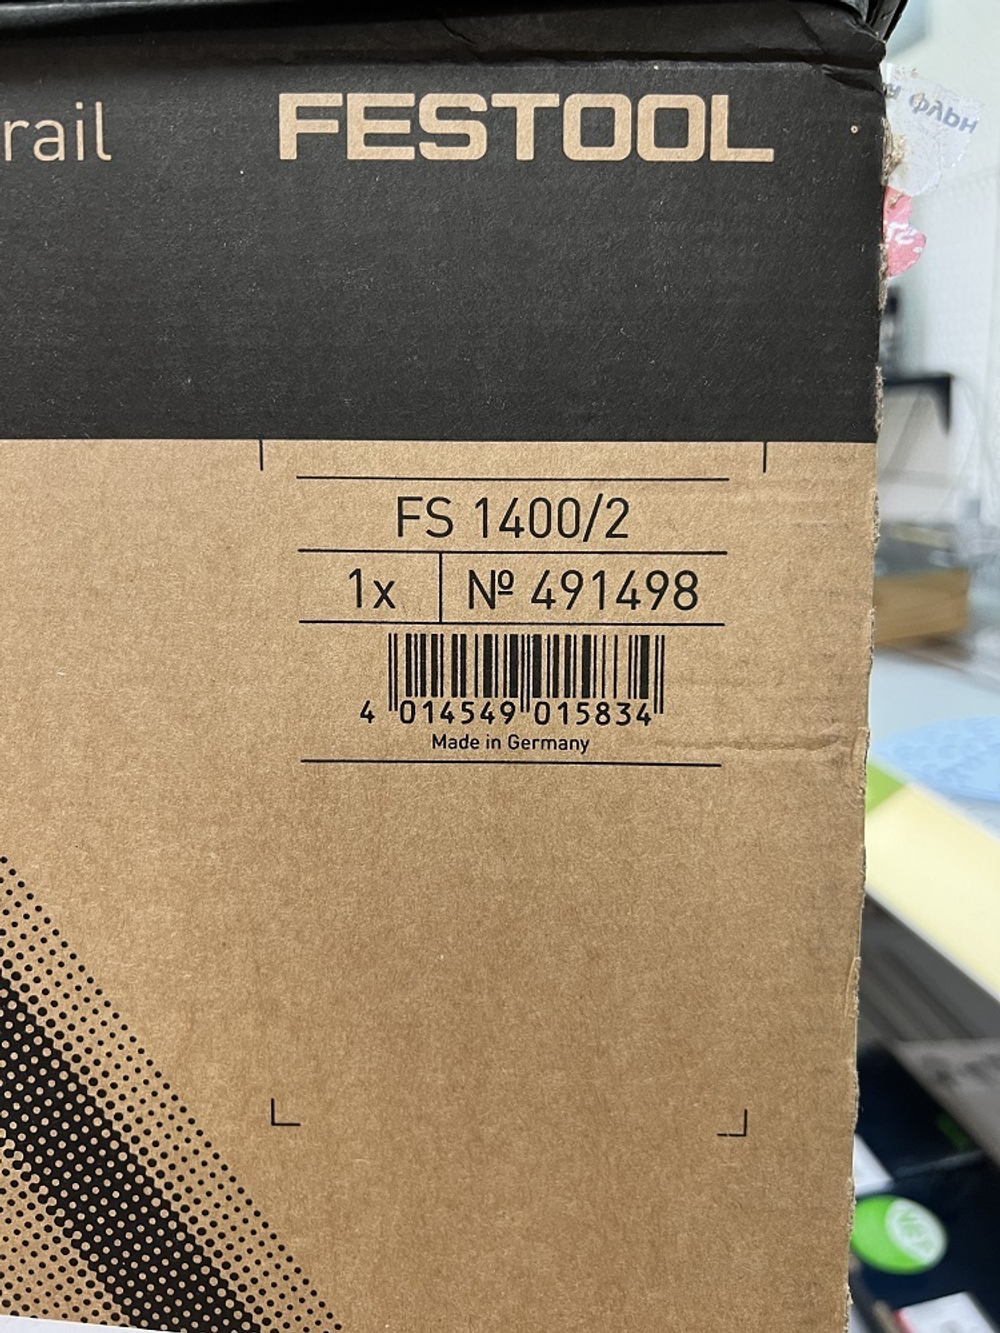 rail
FESTOOL
FS 1400/2
1x
Nº 491498
4 014549 015834
Made in Germany